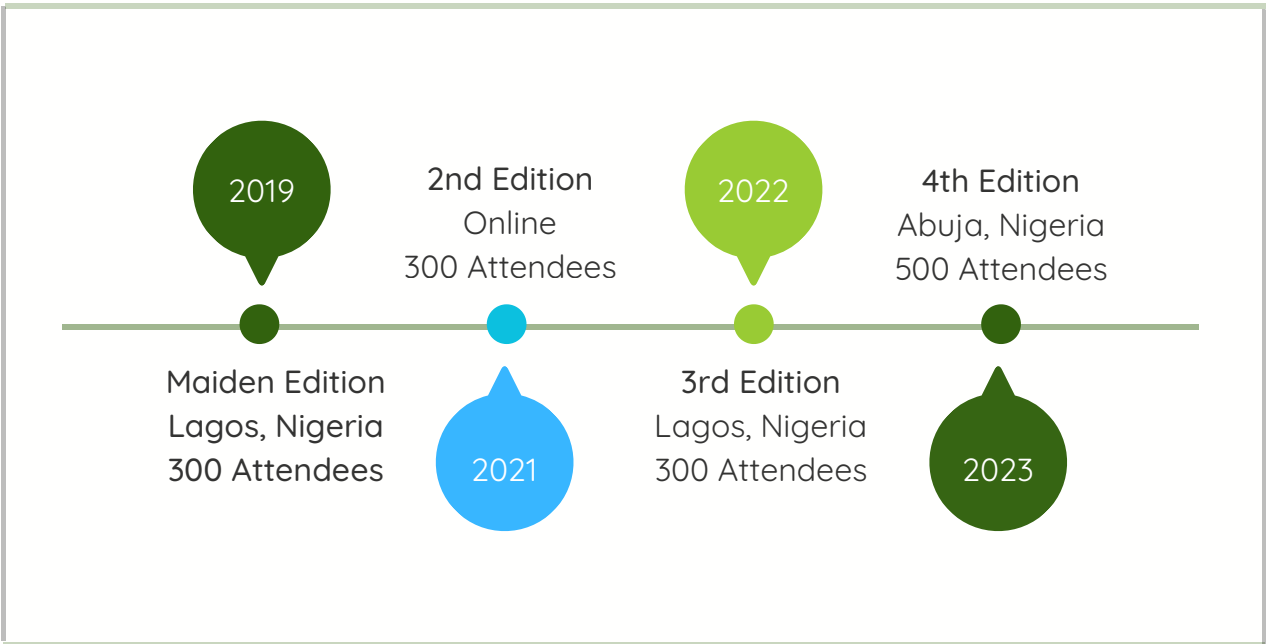 2019
Maiden Edition
Lagos, Nigeria
300 Attendees
2nd Edition
Online
300 Attendees
2021
2022
3rd Edition
Lagos, Nigeria
300 Attendees
4th Edition
Abuja, Nigeria
500 Attendees
2023